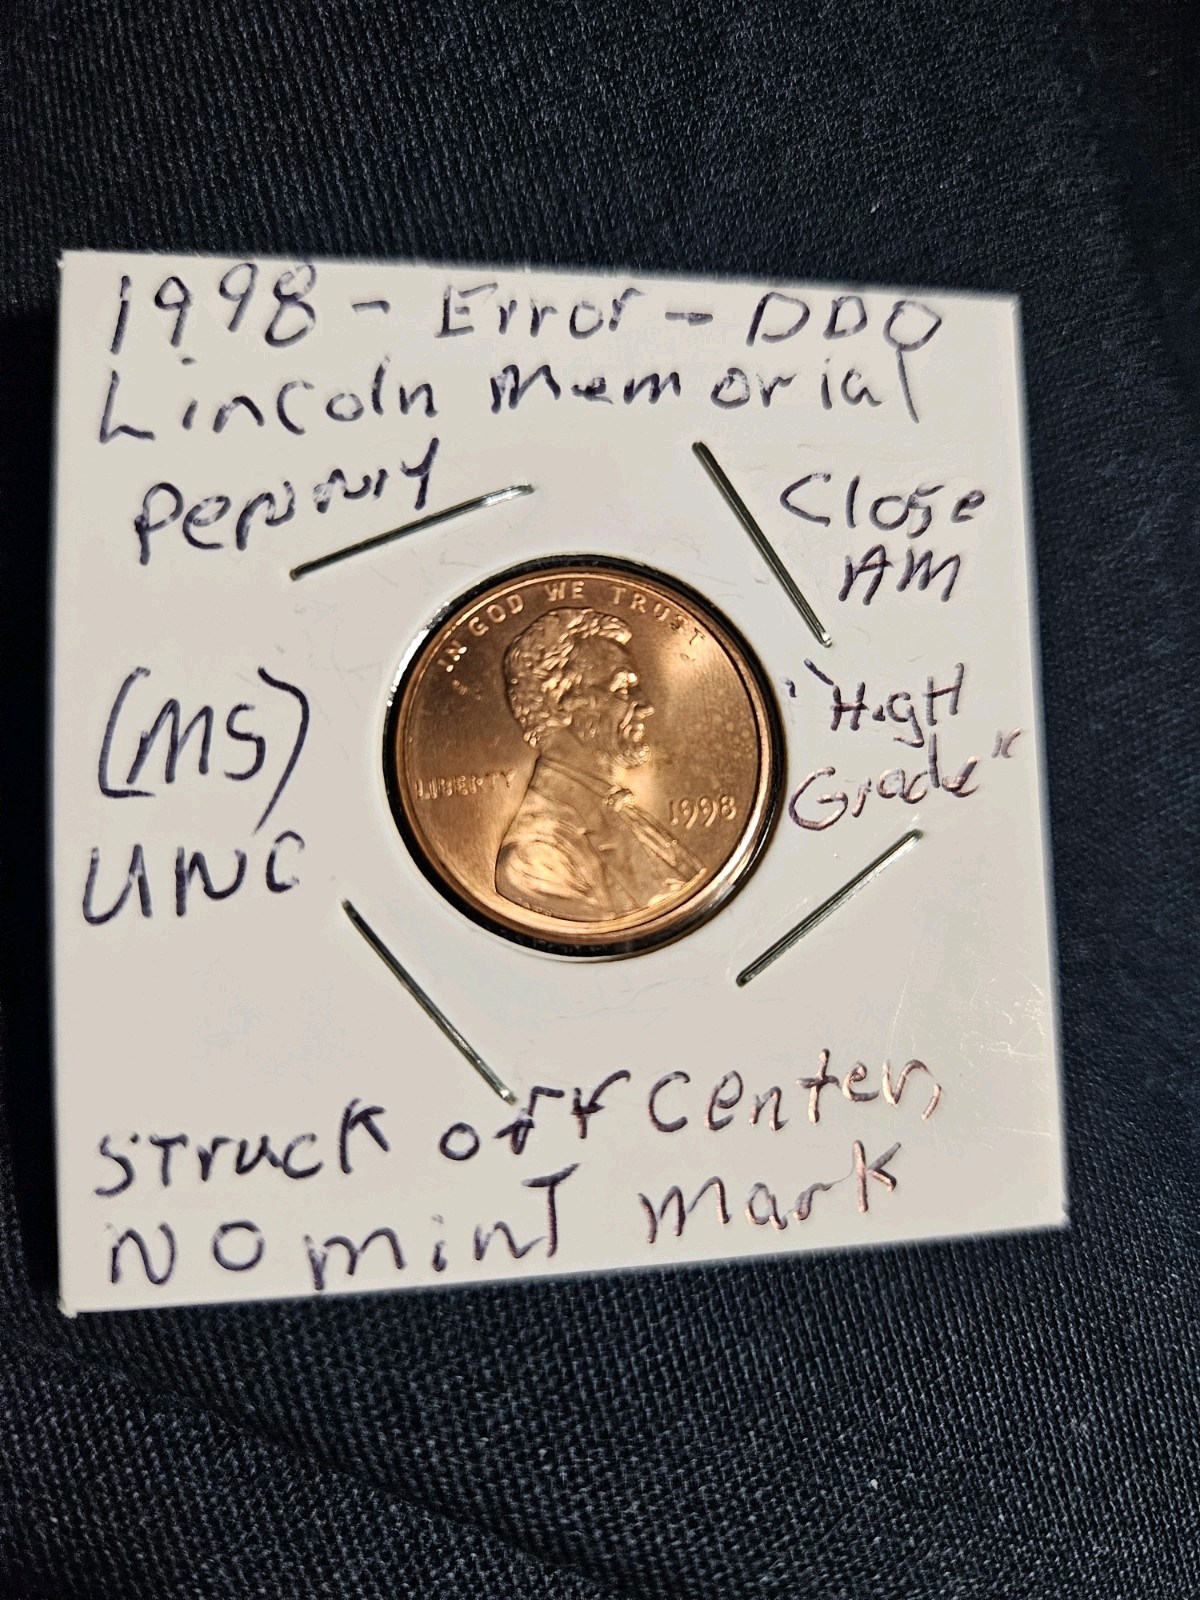 1998 - Error - DDO
Lincoln Memorial
Pennny
Close
AM
(MS)
UNC
"High
Grade"
IN GOD WE TRUST
LIBERTY
1998
Struck off center,
No mint mark